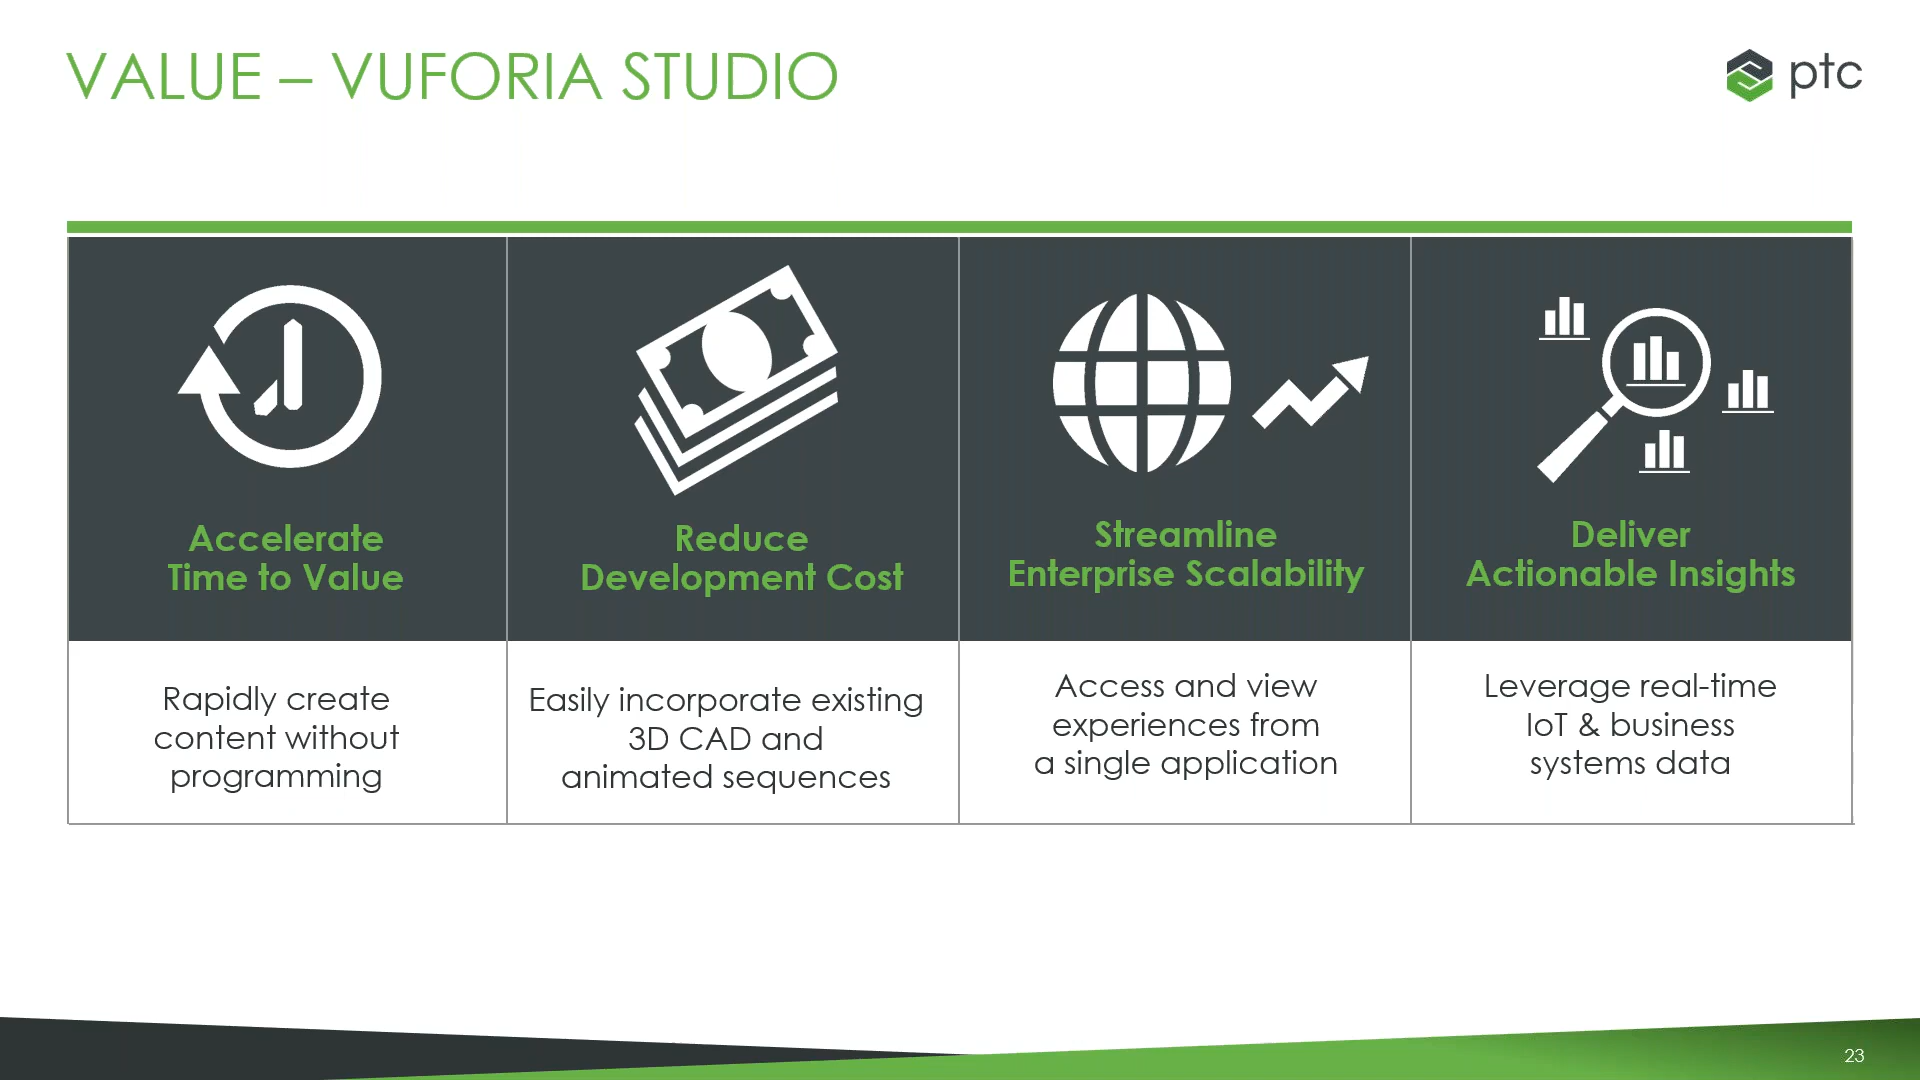 VALUE – VUFORIA STUDIO
ptc
Accelerate
Time to Value
Reduce
Development Cost
Streamline
Enterprise Scalability
Deliver
Actionable Insights
Rapidly create
content without
programming
Easily incorporate existing
3D CAD and
animated sequences
Access and view
experiences from
a single application
Leverage real-time
IoT & business
systems data
23